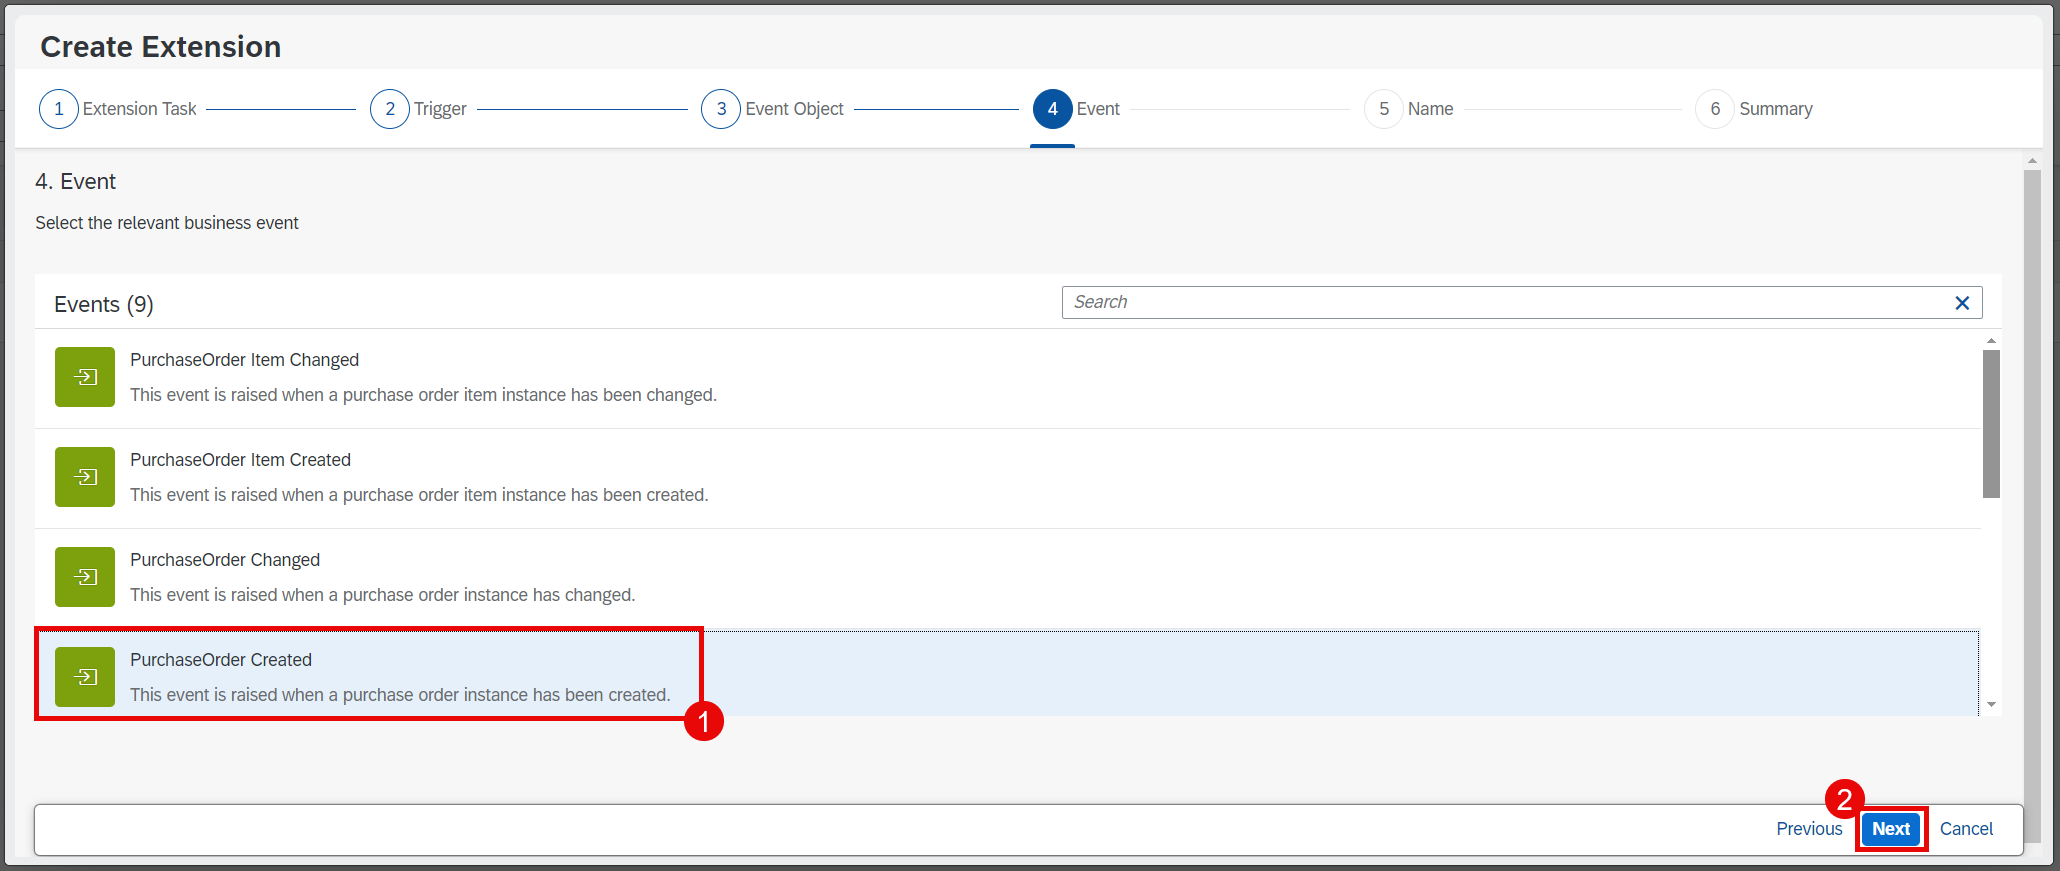 Create Extension
1 Extension Task 2 Trigger 3 Event Object 4 Event 5 Name 6 Summary
4. Event
Select the relevant business event
Events (9) Search
PurchaseOrder Item Changed
This event is raised when a purchase order item instance has been changed.
PurchaseOrder Item Created
This event is raised when a purchase order item instance has been created.
PurchaseOrder Changed
This event is raised when a purchase order instance has changed.
PurchaseOrder Created
This event is raised when a purchase order instance has been created.
1
2
Previous Next Cancel